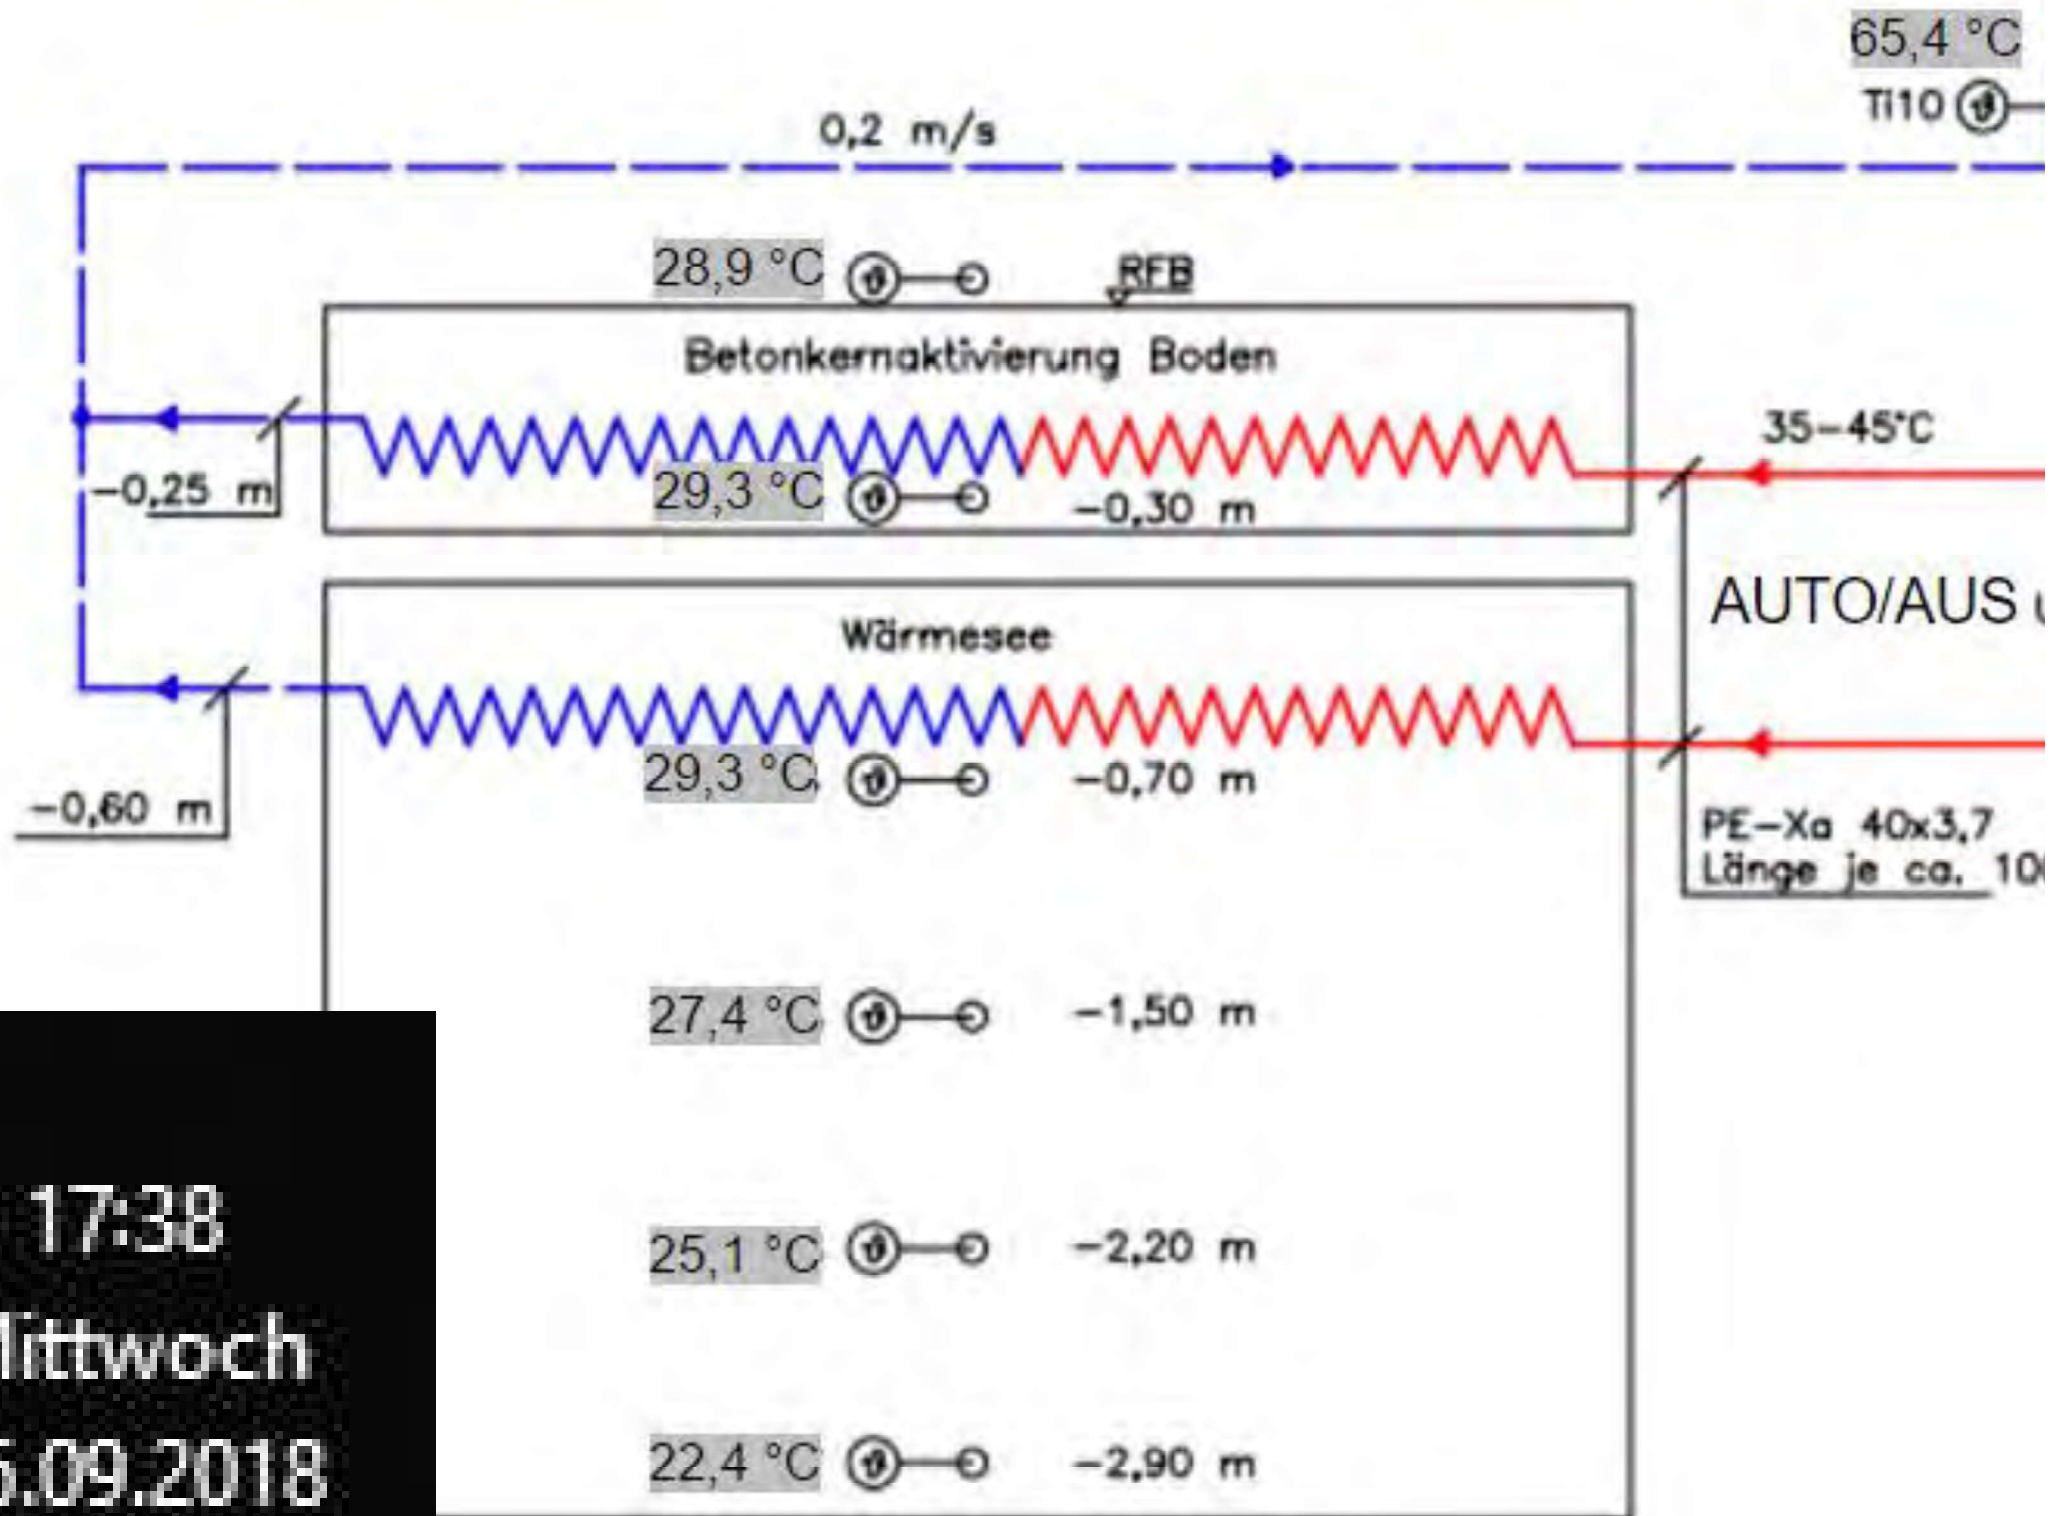 65,4 °C
Ti10
0,2 m/s
28,9 °C
RFB
Betonkernaktivierung Boden
35-45°C
-0,25 m
29,3 °C
-0,30 m
AUTO/AUS
Wärmesee
29,3 °C
-0,70 m
-0,60 m
PE-Xa 40x3,7
Länge je ca.
27,4 °C
-1,50 m
17:38
25,1 °C
-2,20 m
22,4 °C
-2,90 m
.09.2018